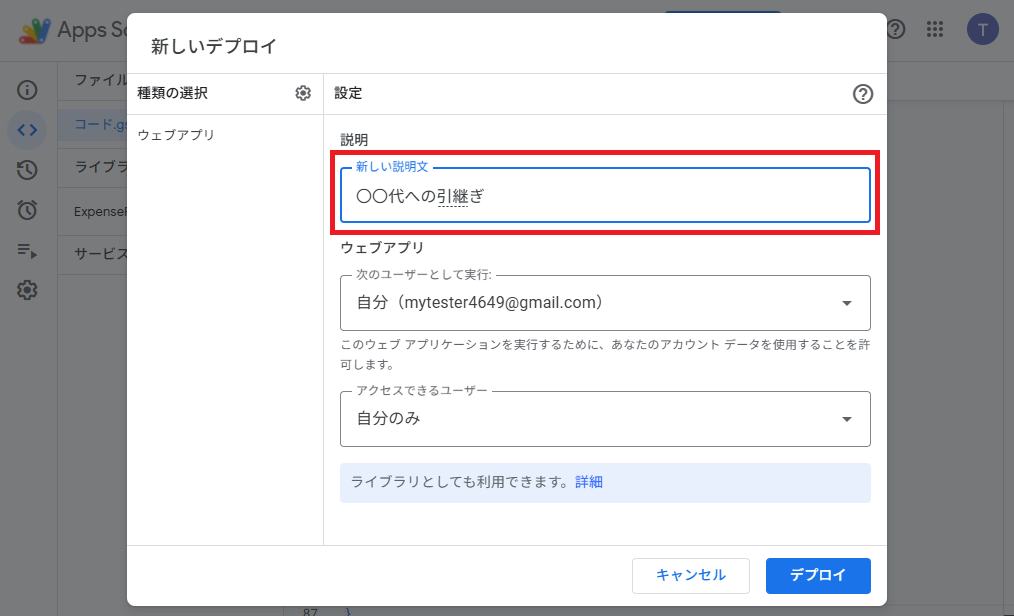 Apps Sc
T
ファイル
コード.gs
ライブラ
ExpenseF
サービス
新しいデプロイ
種類の選択
ウェブアプリ
設定
説明
新しい説明文
〇〇代への引継ぎ
ウェブアプリ
次のユーザーとして実行:
自分（mytester4649@gmail.com）
このウェブ アプリケーションを実行するために、あなたのアカウント データを使用することを許
可します。
アクセスできるユーザー
自分のみ
ライブラリとしても利用できます。詳細
キャンセル
デプロイ
87 }